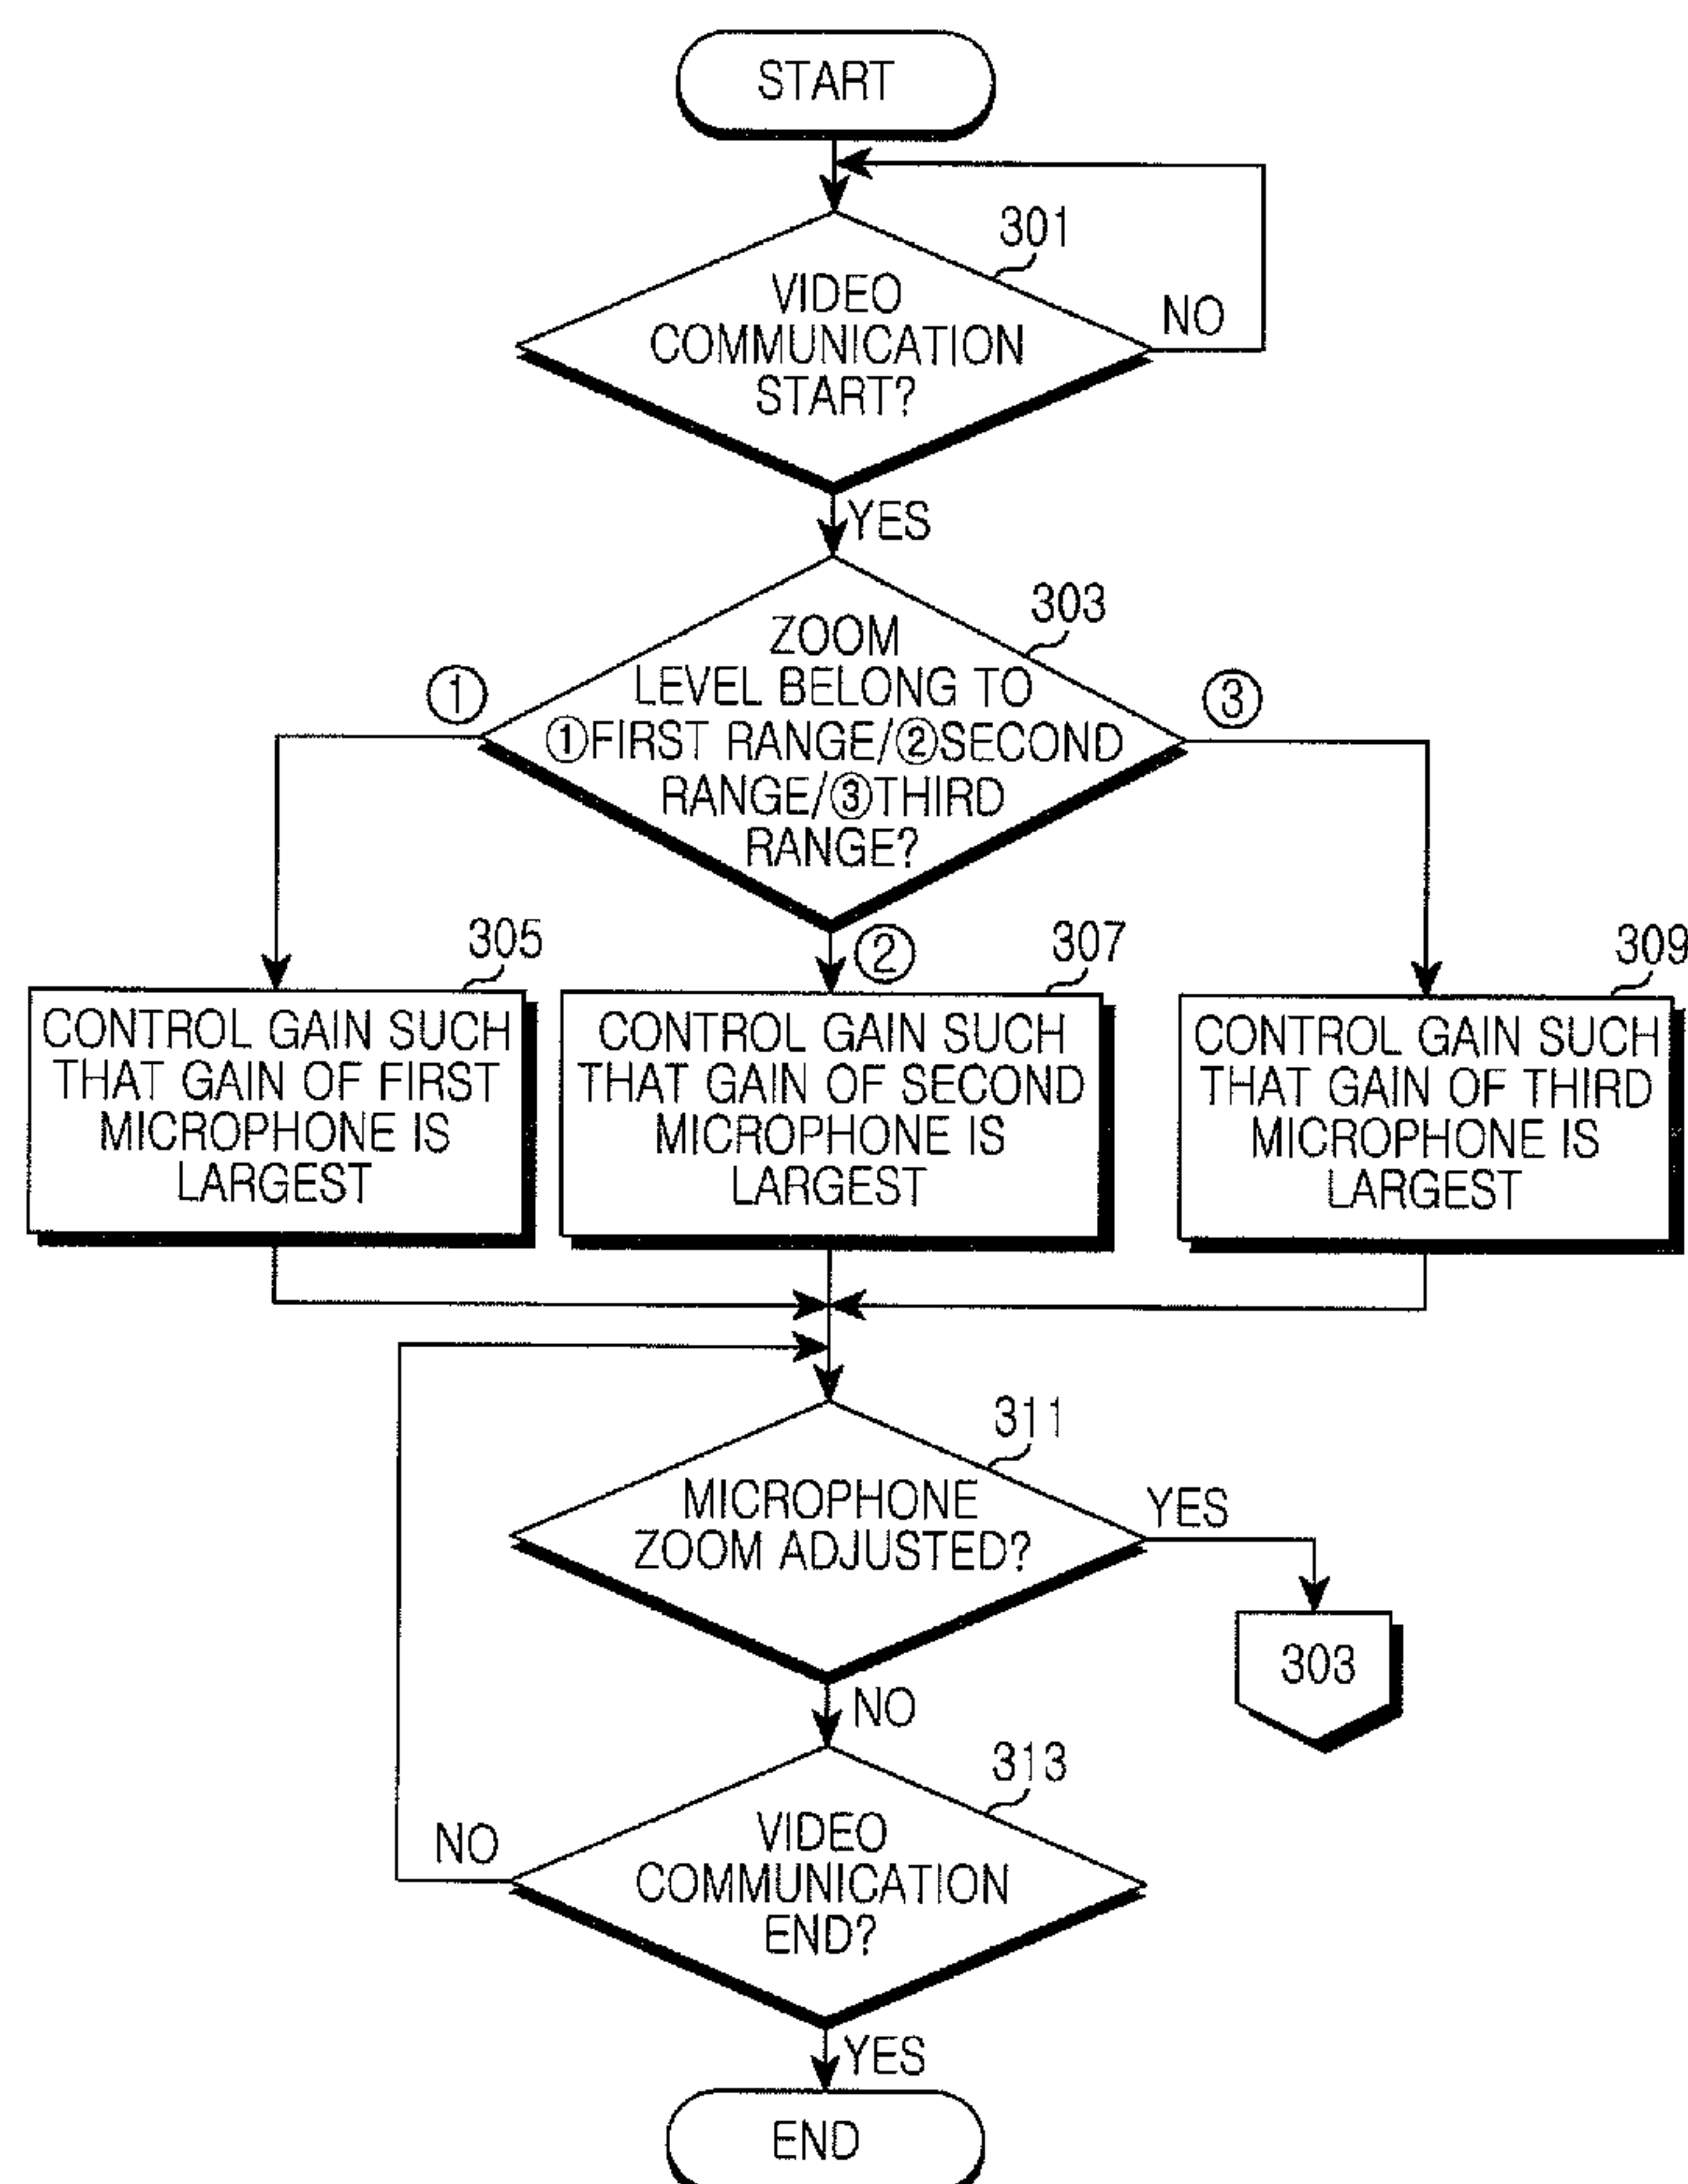 START
301
VIDEO
COMMUNICATION
START?
NO
YES
303
ZOOM
LEVEL BELONG TO
①FIRST RANGE/②SECOND
RANGE/③THIRD
RANGE?
①
③
②
305
CONTROL GAIN SUCH
THAT GAIN OF FIRST
MICROPHONE IS
LARGEST
307
CONTROL GAIN SUCH
THAT GAIN OF SECOND
MICROPHONE IS
LARGEST
309
CONTROL GAIN SUCH
THAT GAIN OF THIRD
MICROPHONE IS
LARGEST
311
MICROPHONE
ZOOM ADJUSTED?
YES
303
NO
313
VIDEO
COMMUNICATION
END?
NO
YES
END